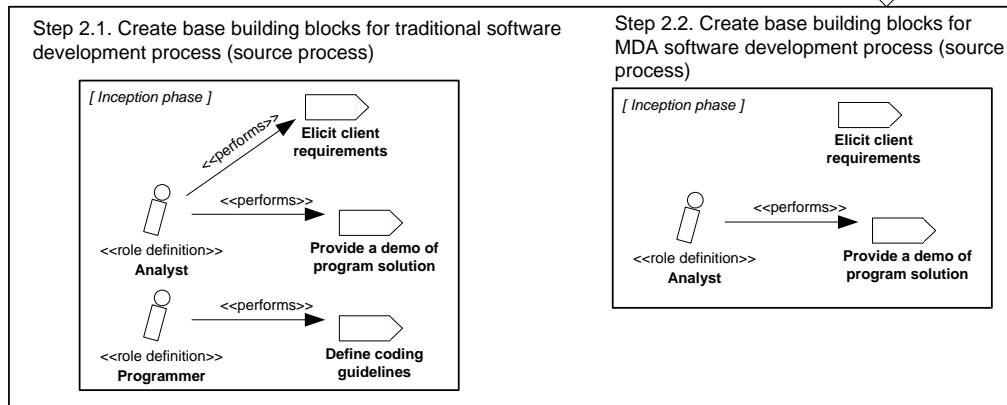 Step 2.1. Create base building blocks for traditional software
development process (source process)
[ Inception phase ]
<<performs>>
Elicit client
requirements
<<performs>>
<<role definition>>
Analyst
Provide a demo of
program solution
<<performs>>
<<role definition>>
Programmer
Define coding
guidelines
Step 2.2. Create base building blocks for
MDA software development process (source
process)
[ Inception phase ]
Elicit client
requirements
<<performs>>
<<role definition>>
Analyst
Provide a demo of
program solution